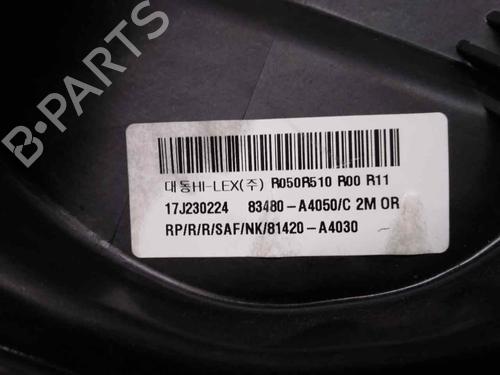 B-PARTS
대동HI-LEX(주) R050R510 R00 R11
17J230224 83480-A4050/C 2M OR
RP/R/R/SAF/NK/81420-A4030